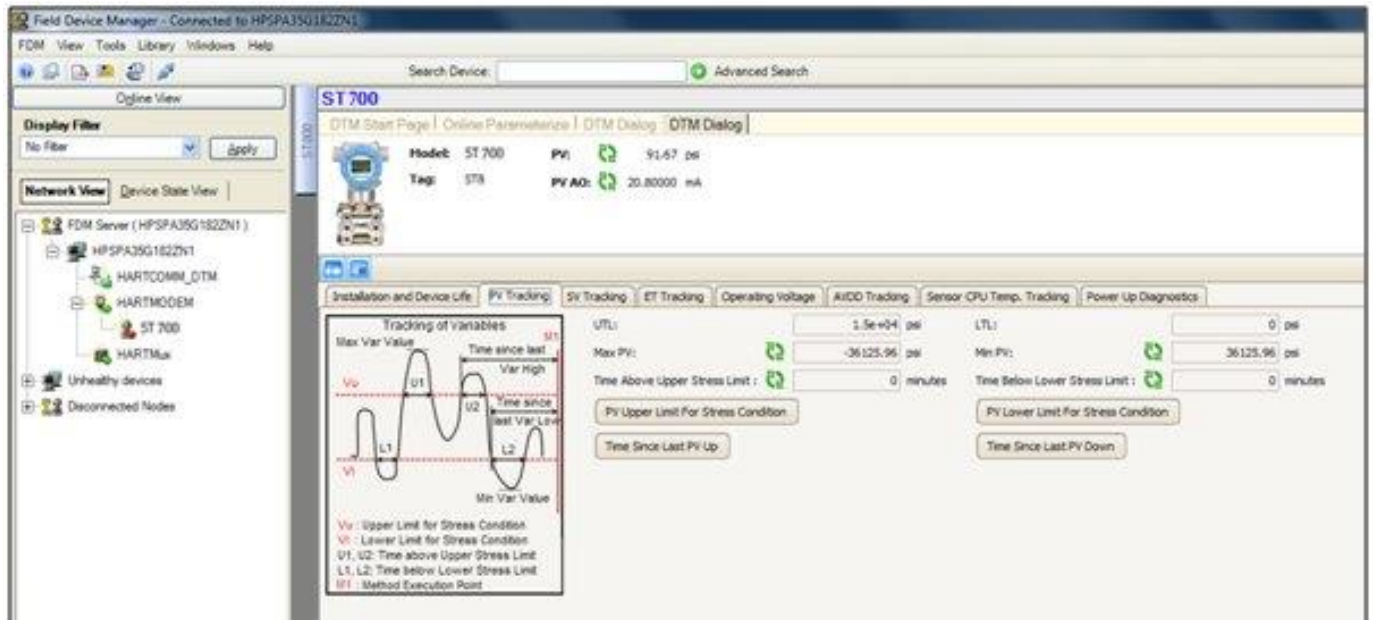 Field Device Manager - Connected to HPSPA35G182ZN1
FDM View Tools Library Windows Help
Search Device: Advanced Search
Online View
Display Filter
No Filter Apply
Network View Device State View
FDM Server ( HPSPA35G182ZN1 )
HPSPA35G182ZN1
HARTCOMM_DTM
HARTMODEM
ST 700
HARTMux
Unhealthy devices
Disconnected Nodes
ST700
ST 700
DTM Start Page Online Parameterize DTM Dialog DTM Dialog
Model: ST 700 PV: 91.67 psi
Tag: STB PV AO: 20.80000 mA
Installation and Device Life PV Tracking SV Tracking ET Tracking Operating Voltage AVDD Tracking Sensor CPU Temp. Tracking Power Up Diagnostics
Tracking of Variables
Max Var Value
Time since last
Var High
Vu U1
U2 Time since
last Var Low
L1 L2
Vl
Min Var Value
Vu : Upper Limit for Stress Condition
Vl : Lower Limit for Stress Condition
U1, U2: Time above Upper Stress Limit
L1, L2: Time below Lower Stress Limit
: Method Execution Point
UTL: 1.5e+04 psi LTL: 0 psi
Max PV: -36125.96 psi Min PV: 36125.96 psi
Time Above Upper Stress Limit : 0 minutes Time Below Lower Stress Limit : 0 minutes
PV Upper Limit For Stress Condition PV Lower Limit For Stress Condition
Time Since Last PV Up Time Since Last PV Down